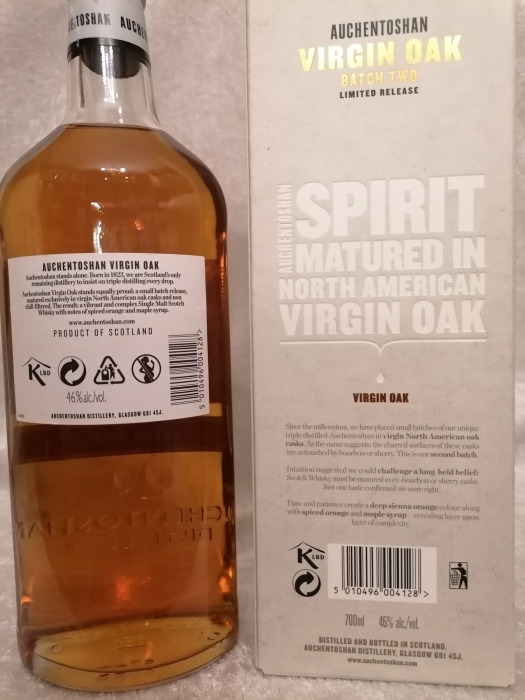 AUCHENTOSHAN
AUCHENTOSHAN VIRGIN OAK
Auchentoshan stands alone. Born in 1823, we are Scotland's only
remaining distillery to insist on triple distilling every drop.
Auchentoshan Virgin Oak stands equally proud: a small batch release,
matured exclusively in virgin North American oak casks and non
chill-filtered. The result: a vibrant and complex Single Malt Scotch
Whisky with notes of spiced orange and maple syrup.
www.auchentoshan.com
PRODUCT OF SCOTLAND
K LBD
46%alc./vol.
5 010496 004128 >
AUCHENTOSHAN DISTILLERY, GLASGOW G81 4SJ.
AUCHENTOSHAN
VIRGIN OAK
BATCH TWO
LIMITED RELEASE
AUCHENTOSHAN
SPIRIT
MATURED IN
NORTH AMERICAN
VIRGIN OAK
VIRGIN OAK
Since the millennium, we have placed small batches of our unique
triple distilled Auchentoshan in virgin North American oak
casks. As the name suggests the charred surfaces of these casks
are untouched by bourbon or sherry. This is our second batch.
Intuition suggested we could challenge a long-held belief:
Scotch Whisky must be matured in ex-bourbon or sherry casks.
Just one taste confirmed we were right.
Time and patience create a deep sienna orange colour along
with spiced orange and maple syrup – revealing layer upon
layer of complexity.
K LBD
5 010496 004128 >
700ml 46% alc./vol.
DISTILLED AND BOTTLED IN SCOTLAND.
AUCHENTOSHAN DISTILLERY, GLASGOW G81 4SJ.
www.auchentoshan.com